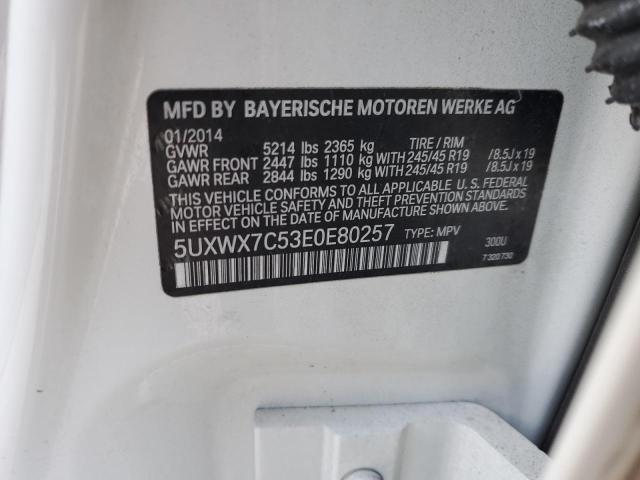 MFD BY BAYERISCHE MOTOREN WERKE AG
01/2014
GVWR 5214 lbs 2365 kg TIRE / RIM
GAWR FRONT 2447 lbs 1110 kg WITH 245/45 R19 /8.5J x 19
GAWR REAR 2844 lbs 1290 kg WITH 245/45 R19 /8.5J x 19
THIS VEHICLE CONFORMS TO ALL APPLICABLE U.S. FEDERAL
MOTOR VEHICLE SAFETY AND THEFT PREVENTION STANDARDS
IN EFFECT ON THE DATE OF MANUFACTURE SHOWN ABOVE.
5UXWX7C53E0E80257 TYPE: MPV 300U
7 320 730